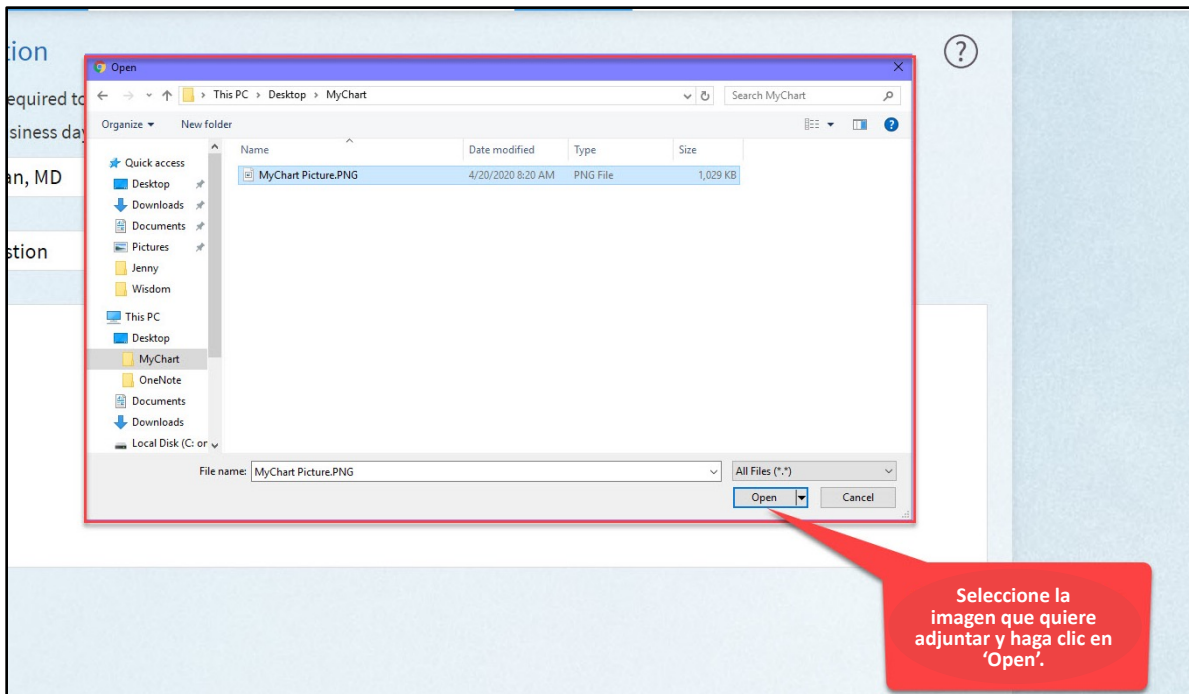 tion
equired to
siness day
an, MD
stion
Open
This PC > Desktop > MyChart
Search MyChart
Organize
New folder
Name
Date modified
Type
Size
MyChart Picture.PNG
4/20/2020 8:20 AM
PNG File
1,029 KB
Quick access
Desktop
Downloads
Documents
Pictures
Jenny
Wisdom
This PC
Desktop
MyChart
OneNote
Documents
Downloads
Local Disk (C: or
File name:
MyChart Picture.PNG
All Files (*.*)
Open
Cancel
Seleccione la
imagen que quiere
adjuntar y haga clic en
‘Open’.